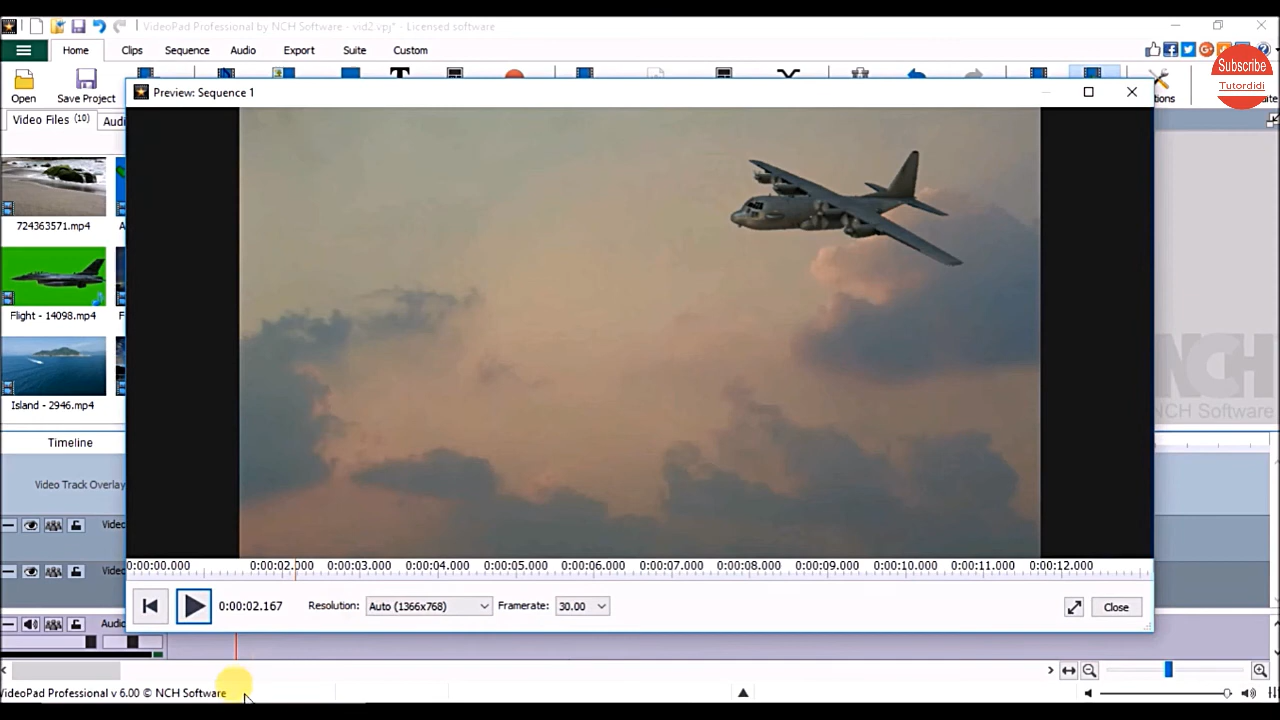 VideoPad Professional by NCH Software - vid2.vpj* - Licensed software
Home Clips Sequence Audio Export Suite Custom
Subscribe
Tutordidi
Open Save Project
Preview: Sequence 1
Video Files (10)
724363571.mp4
Flight - 14098.mp4
Island - 2946.mp4
NCH
NCH Software
Timeline
Video Track Overlay
0:00:00.000 0:00:02.000 0:00:03.000 0:00:04.000 0:00:05.000 0:00:06.000 0:00:07.000 0:00:08.000 0:00:09.000 0:00:10.000 0:00:11.000 0:00:12.000
0:00:02.167 Resolution: Auto (1366x768) Framerate: 30.00 Close
VideoPad Professional v 6.00 © NCH Software